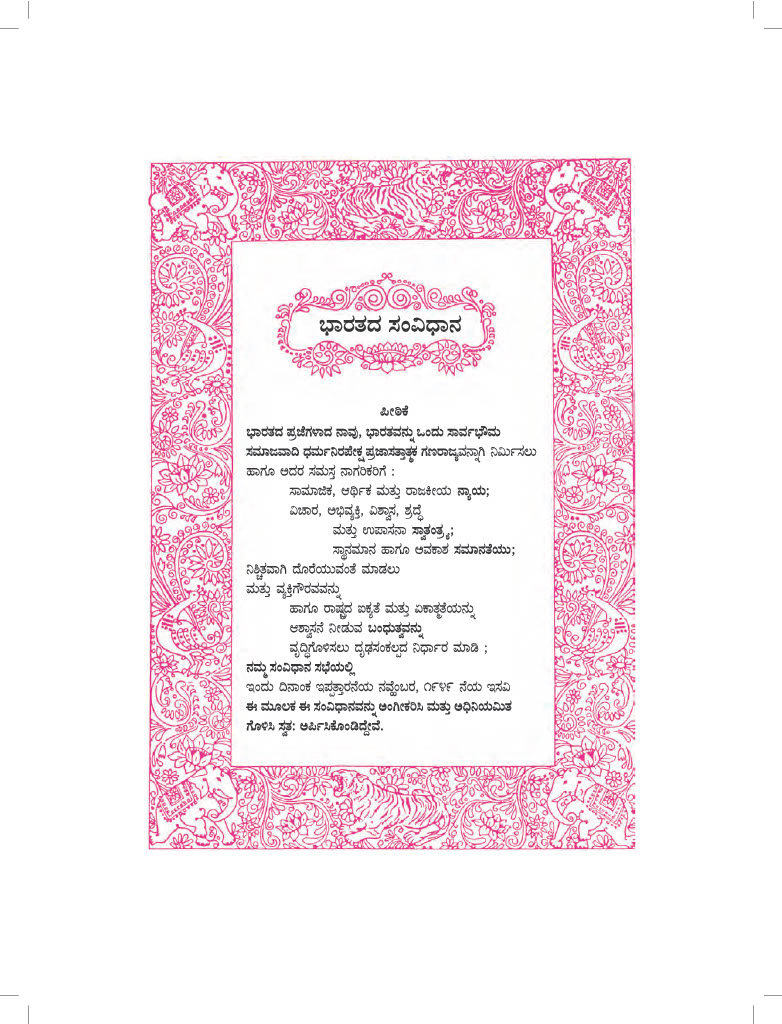 ಭಾರತದ ಸಂವಿಧಾನ
ಪೀಠಿಕೆ
ಭಾರತದ ಪ್ರಜೆಗಳಾದ ನಾವು, ಭಾರತವನ್ನು ಒಂದು ಸಾರ್ವಭೌಮ
ಸಮಾಜವಾದಿ ಧರ್ಮನಿರಪೇಕ್ಷ ಪ್ರಜಾಸತ್ತಾತ್ಮಕ ಗಣರಾಜ್ಯವನ್ನಾಗಿ ನಿರ್ಮಿಸಲು
ಹಾಗೂ ಅದರ ಸಮಸ್ತ ನಾಗರಿಕರಿಗೆ :
ಸಾಮಾಜಿಕ, ಆರ್ಥಿಕ ಮತ್ತು ರಾಜಕೀಯ ನ್ಯಾಯ;
ವಿಚಾರ, ಅಭಿವ್ಯಕ್ತಿ, ವಿಶ್ವಾಸ, ಶ್ರದ್ಧೆ
ಮತ್ತು ಉಪಾಸನಾ ಸ್ವಾತಂತ್ರ್ಯ;
ಸ್ಥಾನಮಾನ ಹಾಗೂ ಅವಕಾಶ ಸಮಾನತೆಯು;
ನಿಶ್ಚಿತವಾಗಿ ದೊರೆಯುವಂತೆ ಮಾಡಲು
ಮತ್ತು ವ್ಯಕ್ತಿಗೌರವವನ್ನು
ಹಾಗೂ ರಾಷ್ಟ್ರದ ಐಕ್ಯತೆ ಮತ್ತು ಏಕಾತ್ಮತೆಯನ್ನು
ಆಶ್ವಾಸನೆ ನೀಡುವ ಬಂಧುತ್ವವನ್ನು
ವೃದ್ಧಿಗೊಳಿಸಲು ದೃಢಸಂಕಲ್ಪದ ನಿರ್ಧಾರ ಮಾಡಿ ;
ನಮ್ಮ ಸಂವಿಧಾನ ಸಭೆಯಲ್ಲಿ
ಇಂದು ದಿನಾಂಕ ಇಪ್ಪತ್ತಾರನೆಯ ನವ್ಹೆಂಬರ, ೧೯೪೯ ನೆಯ ಇಸವಿ
ಈ ಮೂಲಕ ಈ ಸಂವಿಧಾನವನ್ನು ಅಂಗೀಕರಿಸಿ ಮತ್ತು ಅಧಿನಿಯಮಿತ
ಗೊಳಿಸಿ ಸ್ವತ: ಅರ್ಪಿಸಿಕೊಂಡಿದ್ದೇವೆ.